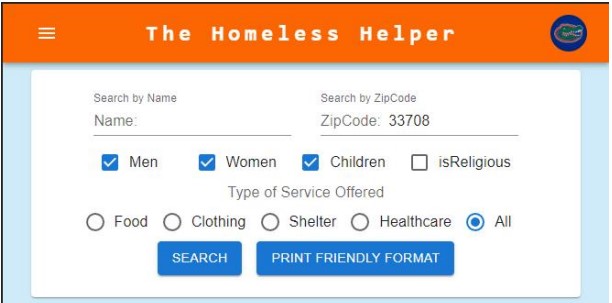 The Homeless Helper
Search by Name Search by ZipCode
Name: ZipCode: 33708
Men Women Children isReligious
Type of Service Offered
Food Clothing Shelter Healthcare All
SEARCH PRINT FRIENDLY FORMAT